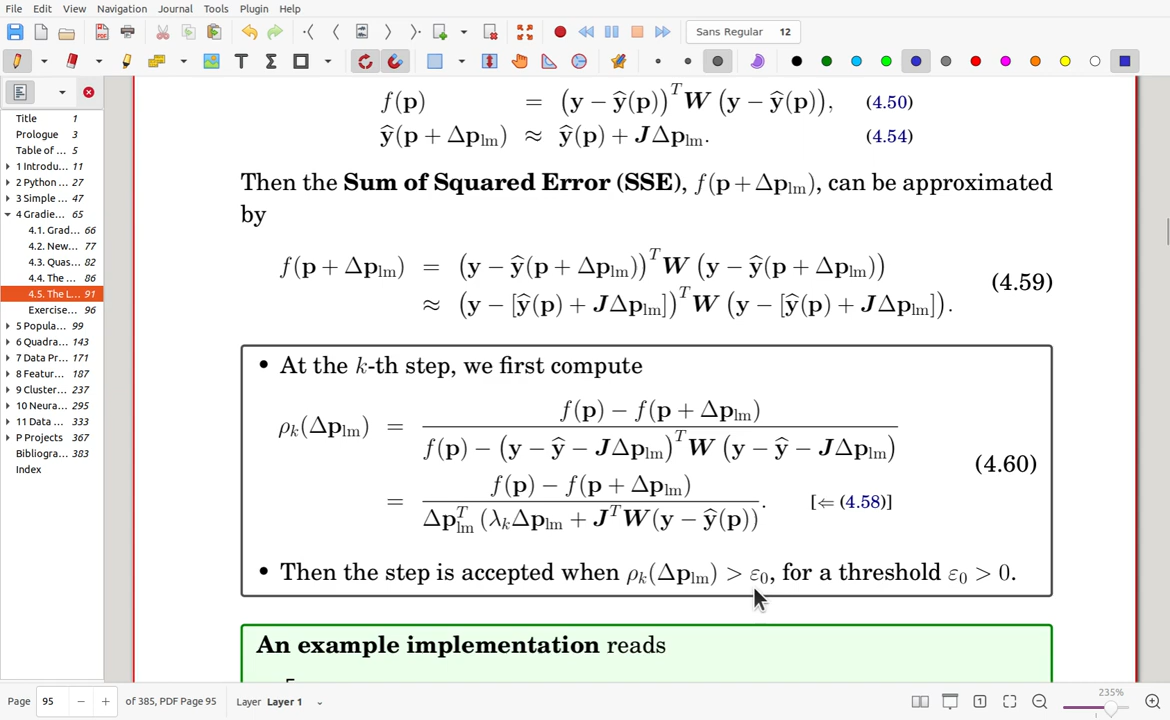 File Edit View Navigation Journal Tools Plugin Help
Sans Regular 12
Title 1
Prologue 3
Table of ... 5
1 Introdu... 11
2 Python ... 27
3 Simple ... 47
4 Gradie... 65
4.1. Grad... 66
4.2. New... 77
4.3. Quas... 82
4.4. The ... 86
4.5. The L... 91
Exercise... 96
5 Popula... 99
6 Quadra... 143
7 Data Pr... 171
8 Featur... 187
9 Cluster... 237
10 Neura... 295
11 Data ... 333
P Projects 367
Bibliogra... 383
Index
f(p) = (y − ŷ(p))^T W (y − ŷ(p)), (4.50)
ŷ(p + Δp_lm) ≈ ŷ(p) + JΔp_lm. (4.54)
Then the Sum of Squared Error (SSE), f(p + Δp_lm), can be approximated
by
f(p + Δp_lm) = (y − ŷ(p + Δp_lm))^T W (y − ŷ(p + Δp_lm))
≈ (y − [ŷ(p) + JΔp_lm])^T W (y − [ŷ(p) + JΔp_lm]). (4.59)
• At the k-th step, we first compute
ρ_k(Δp_lm) = f(p) − f(p + Δp_lm) / f(p) − (y − ŷ − JΔp_lm)^T W (y − ŷ − JΔp_lm)
= f(p) − f(p + Δp_lm) / Δp_lm^T (λ_k Δp_lm + J^T W(y − ŷ(p)) . [⇐ (4.58)] (4.60)
• Then the step is accepted when ρ_k(Δp_lm) > ε_0, for a threshold ε_0 > 0.
An example implementation reads
Page 95 − + of 385, PDF Page 95 Layer Layer 1 235%